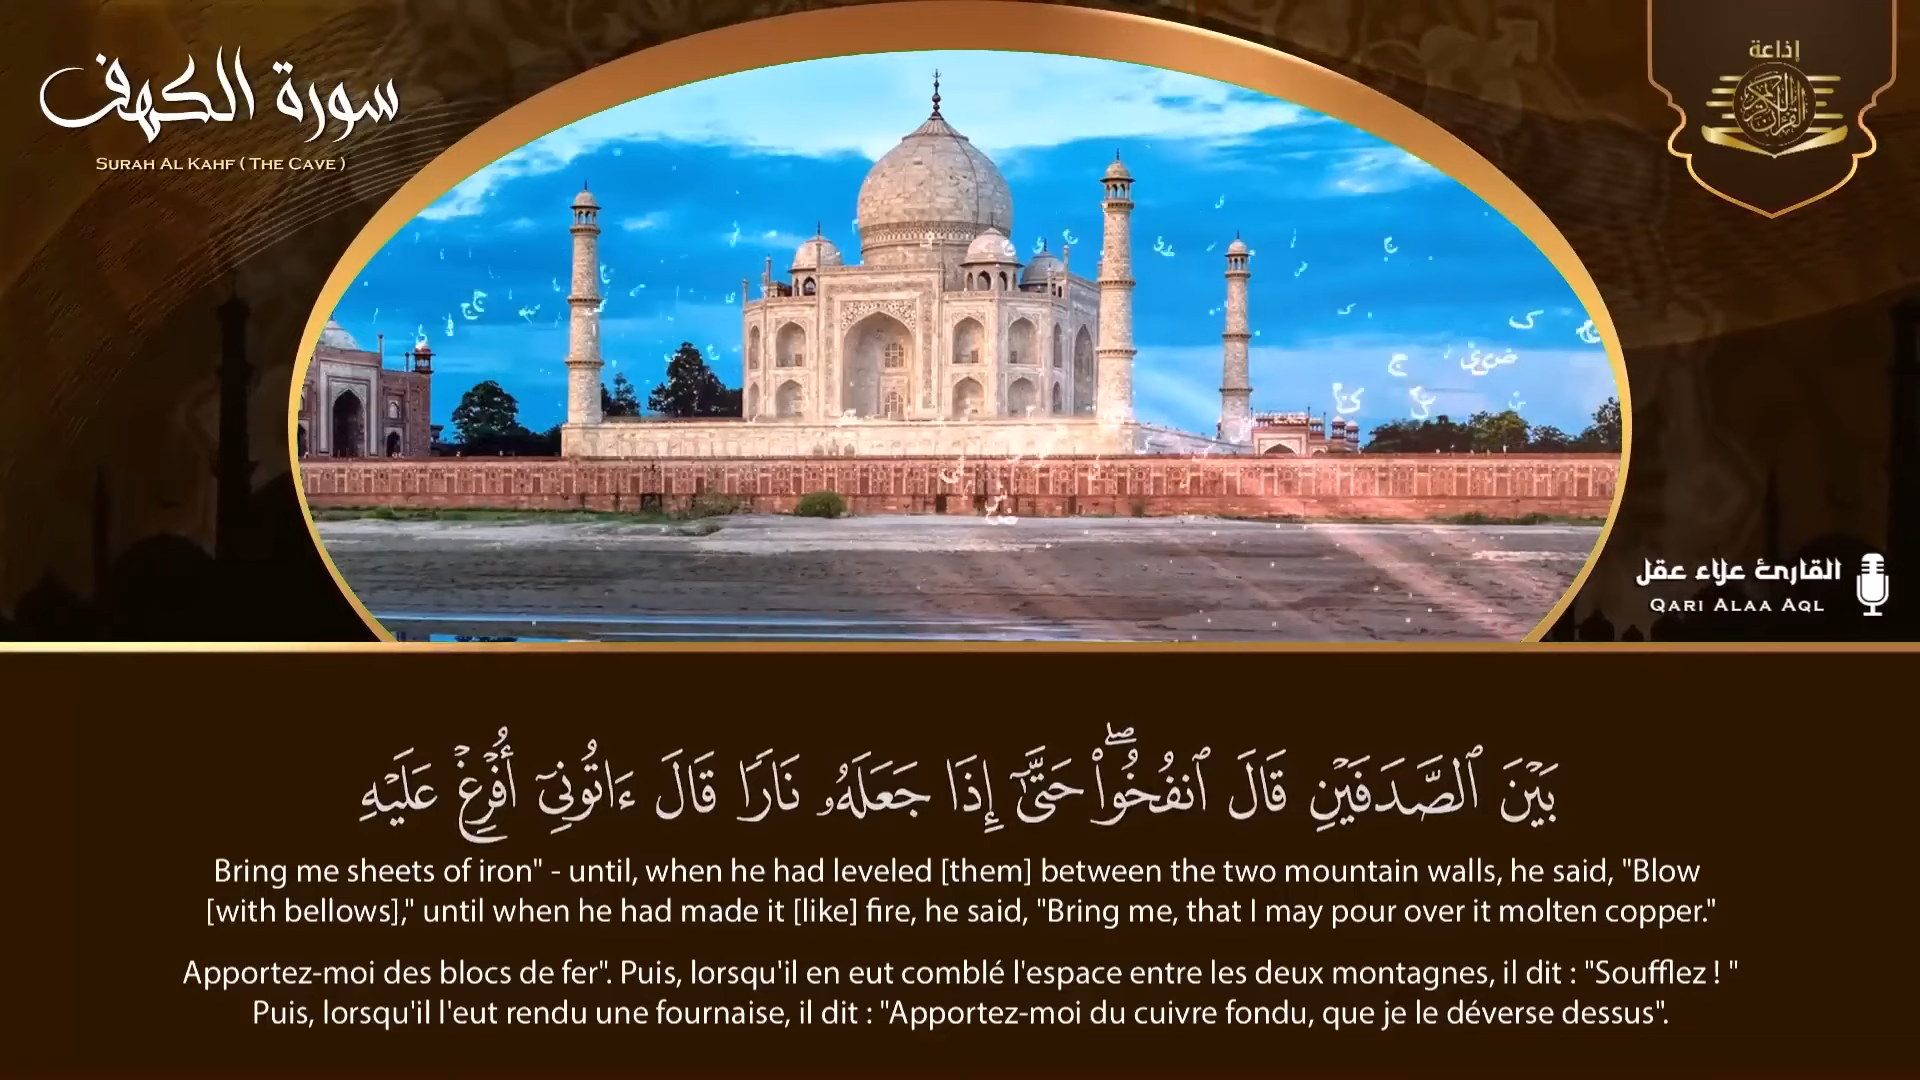 سورة الكهف
SURAH AL KAHF ( THE CAVE )
إذاعة
القرآن الكريم
القارئ علاء عقل
QARI ALAA AQL
بَيْنَ ٱلصَّدَفَيْنِ قَالَ ٱنفُخُوا۟ ۖ حَتَّىٰٓ إِذَا جَعَلَهُۥ نَارًا قَالَ ءَاتُونِىٓ أُفْرِغْ عَلَيْهِ
Bring me sheets of iron" - until, when he had leveled [them] between the two mountain walls, he said, "Blow
[with bellows]," until when he had made it [like] fire, he said, "Bring me, that I may pour over it molten copper."
Apportez-moi des blocs de fer". Puis, lorsqu'il en eut comblé l'espace entre les deux montagnes, il dit : "Soufflez ! "
Puis, lorsqu'il l'eut rendu une fournaise, il dit : "Apportez-moi du cuivre fondu, que je le déverse dessus".